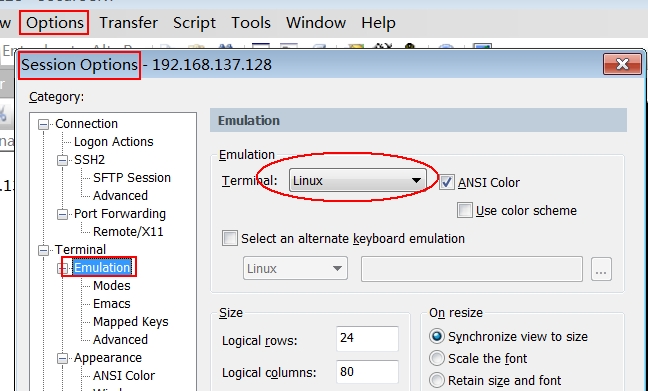 Options Transfer Script Tools Window Help
Session Options - 192.168.137.128
Category:
Connection
Logon Actions
SSH2
SFTP Session
Advanced
Port Forwarding
Remote/X11
Terminal
Emulation
Modes
Emacs
Mapped Keys
Advanced
Appearance
ANSI Color
Emulation
Emulation
Terminal: Linux
ANSI Color
Use color scheme
Select an alternate keyboard emulation
Linux
...
Size
Logical rows: 24
Logical columns: 80
On resize
Synchronize view to size
Scale the font
Retain size and font